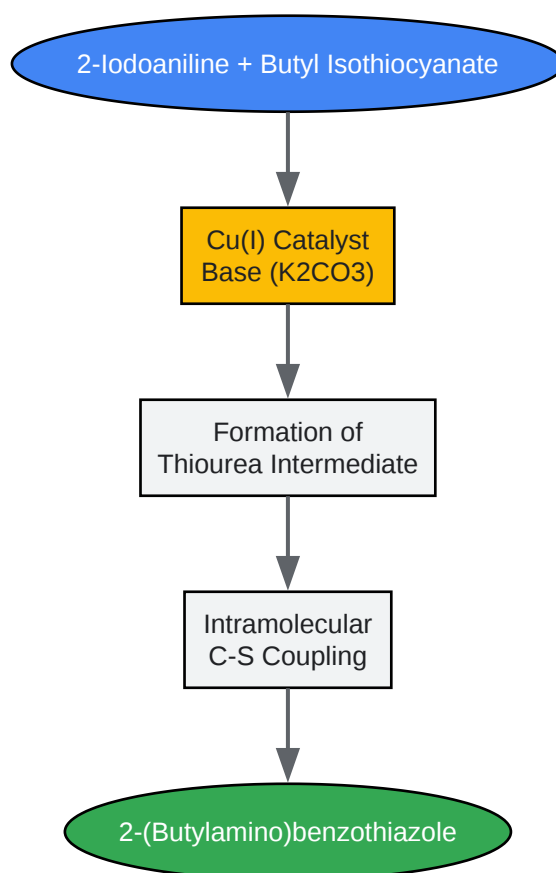 2-Iodoaniline + Butyl Isothiocyanate
Cu(I) Catalyst
Base (K2CO3)
Formation of
Thiourea Intermediate
Intramolecular
C-S Coupling
2-(Butylamino)benzothiazole